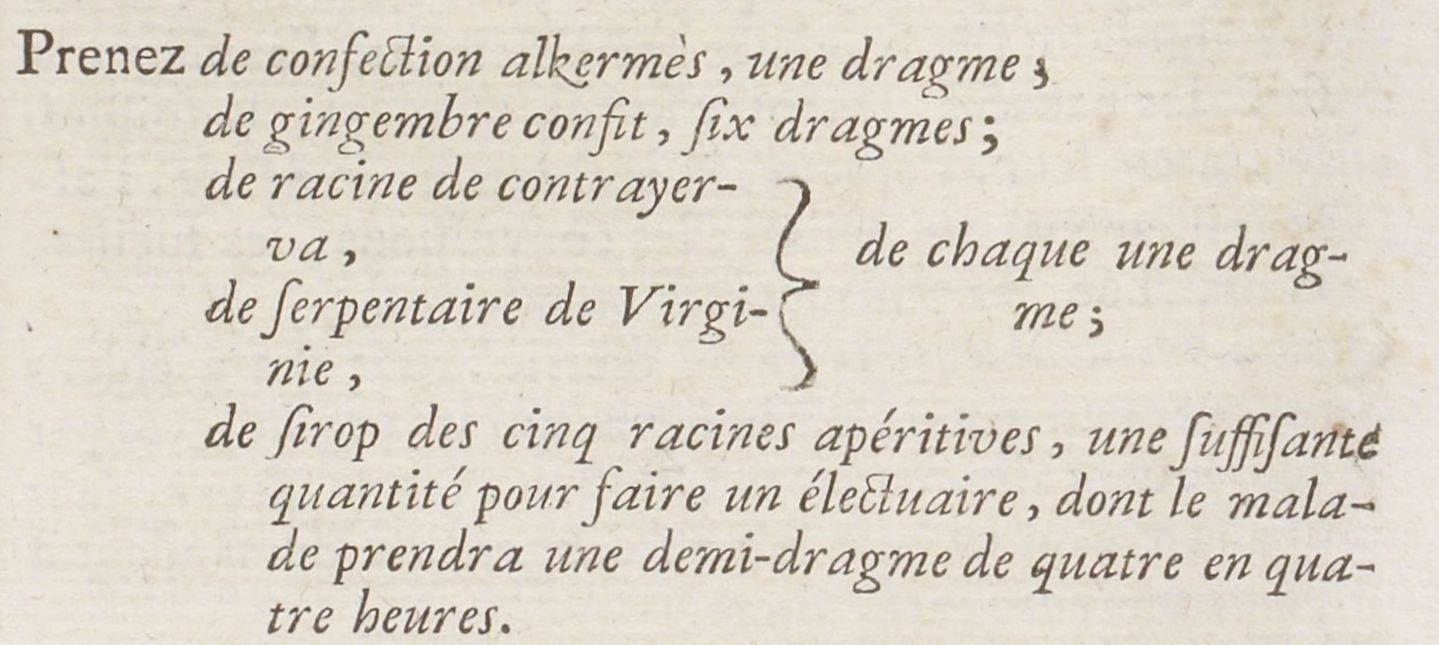 Prenez de confection alkermès, une dragme;
de gingembre confit, ſix dragmes;
de racine de contrayer-
va,
de ſerpentaire de Virgi-
nie,
de chaque une drag-
me;
de ſirop des cinq racines apéritives, une ſuffiſante
quantité pour faire un électuaire, dont le mala-
de prendra une demi-dragme de quatre en qua-
tre heures.